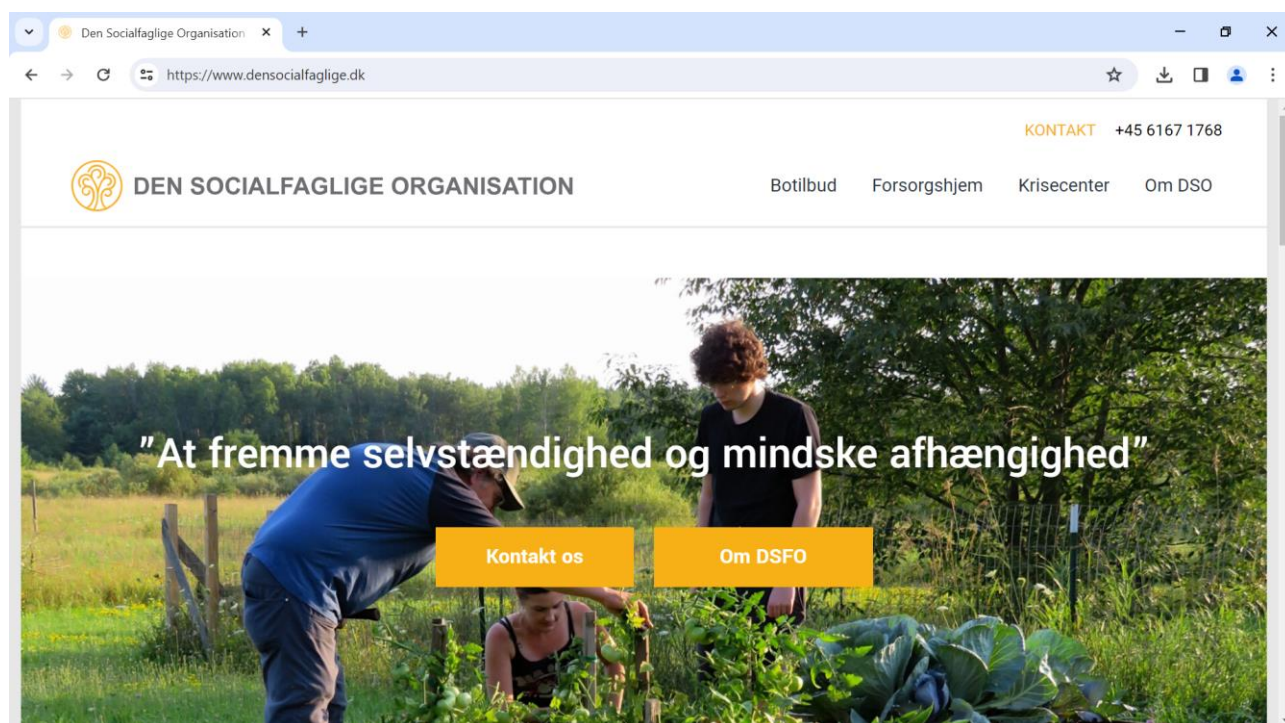 Den Socialfaglige Organisation
https://www.densocialfaglige.dk
KONTAKT +45 6167 1768
DEN SOCIALFAGLIGE ORGANISATION
Botilbud Forsorgshjem Krisecenter Om DSO
"At fremme selvstændighed og mindske afhængighed"
Kontakt os Om DSFO